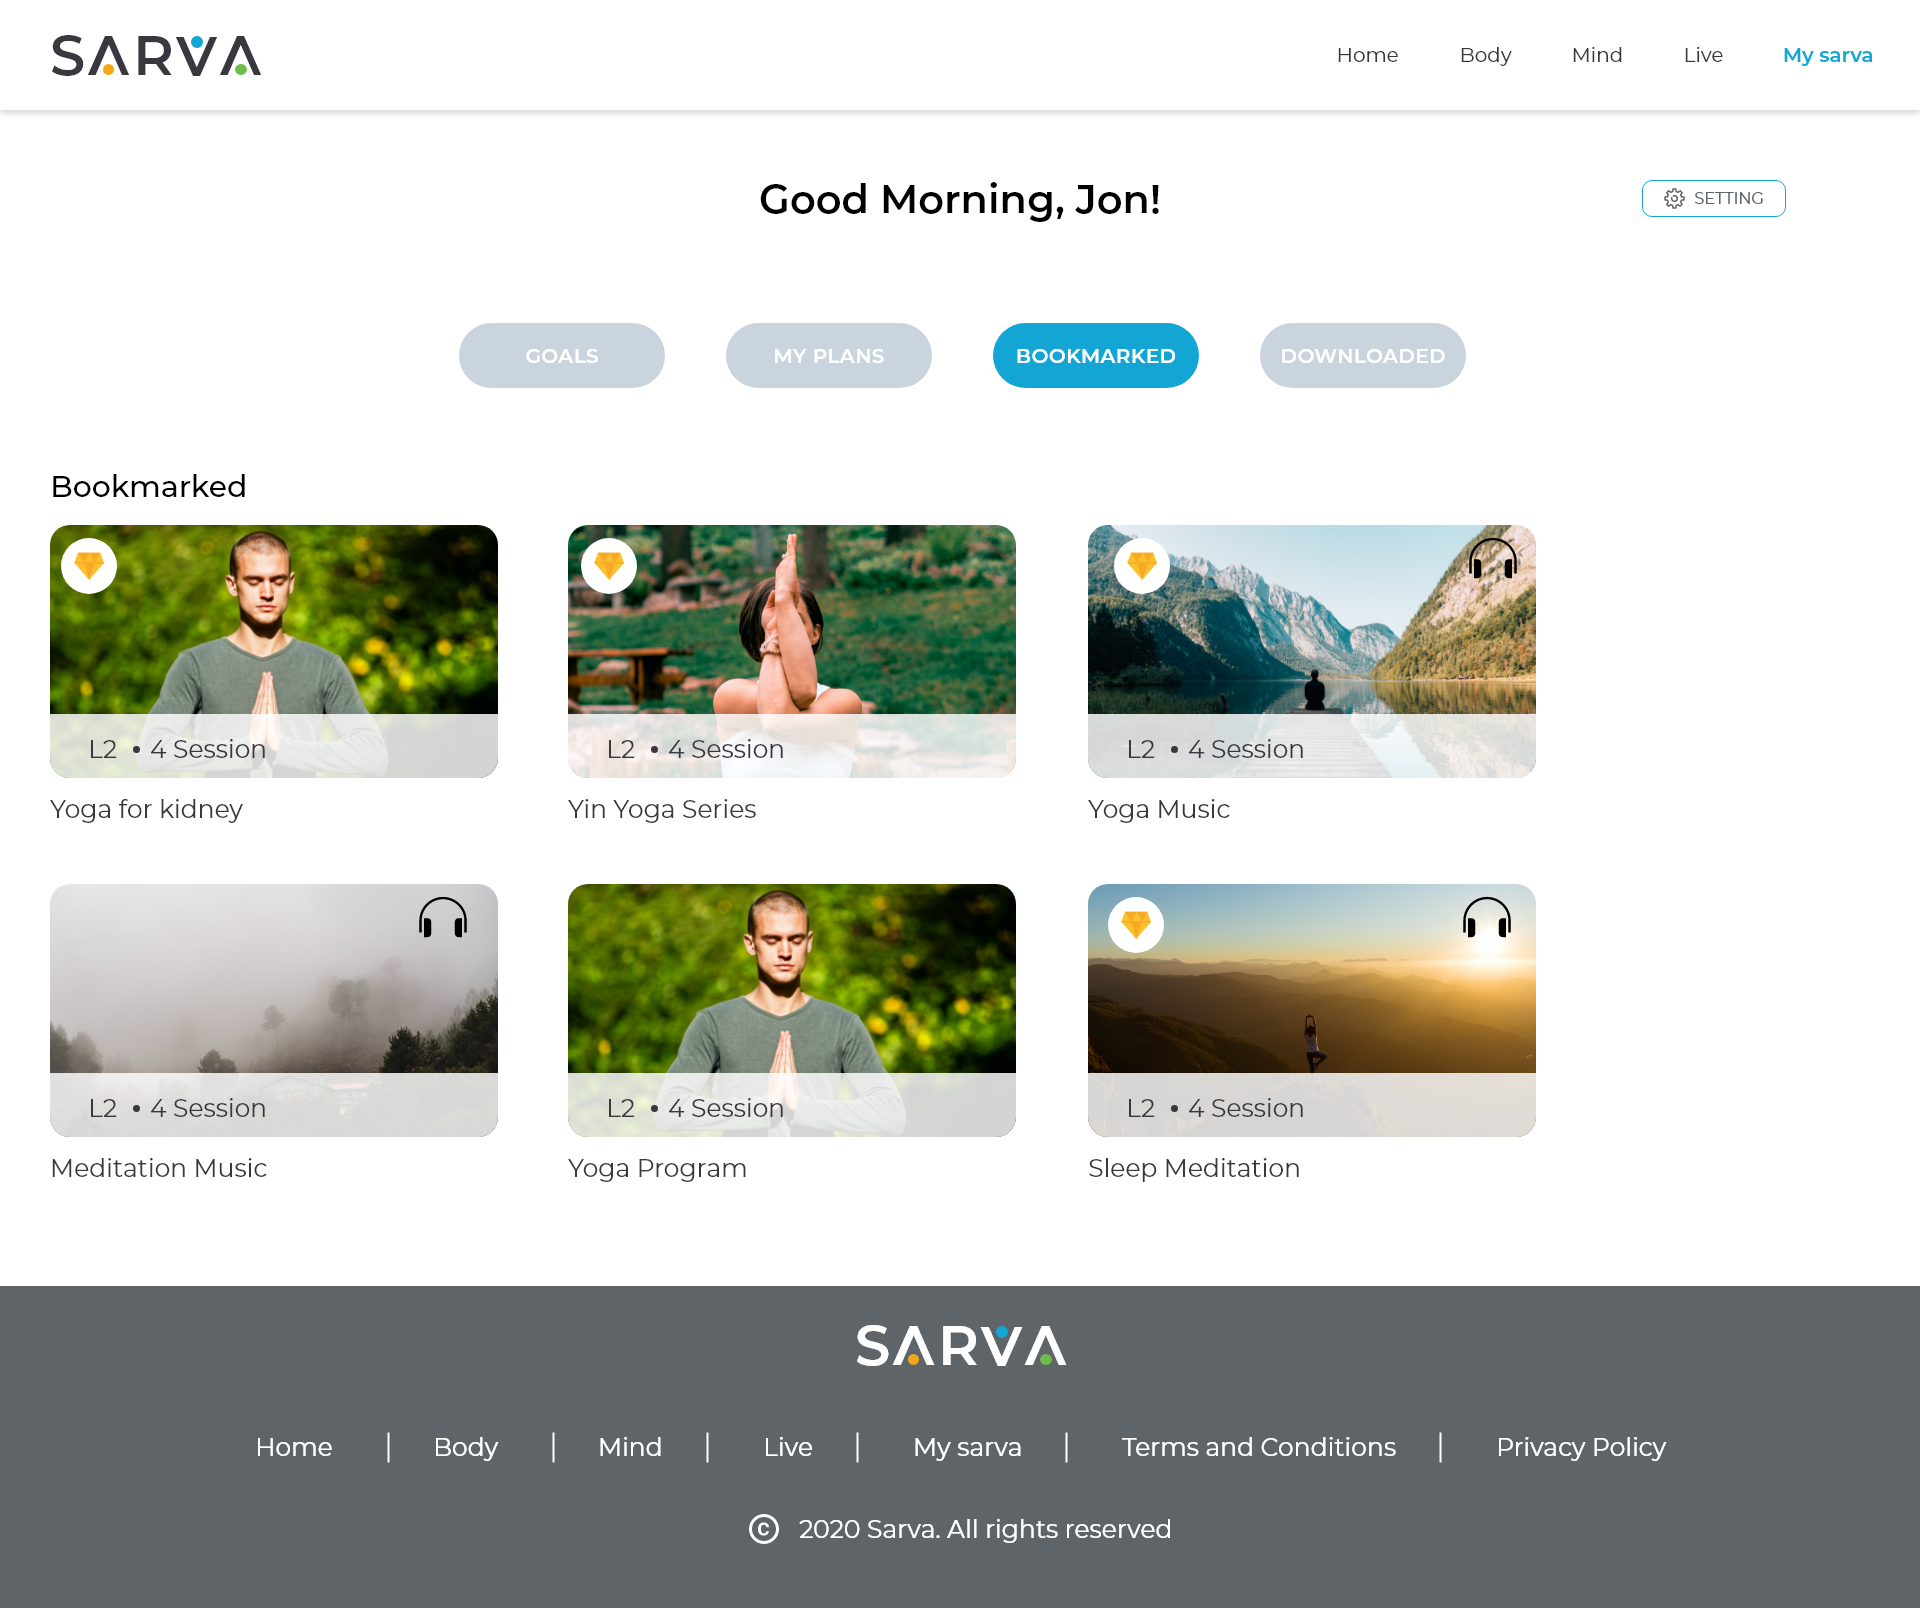 SARVA
Home Body Mind Live My sarva
Good Morning, Jon!
SETTING
GOALS MY PLANS BOOKMARKED DOWNLOADED
Bookmarked
L2 • 4 Session
Yoga for kidney
L2 • 4 Session
Yin Yoga Series
L2 • 4 Session
Yoga Music
L2 • 4 Session
Meditation Music
L2 • 4 Session
Yoga Program
L2 • 4 Session
Sleep Meditation
SARVA
Home | Body | Mind | Live | My sarva | Terms and Conditions | Privacy Policy
© 2020 Sarva. All rights reserved